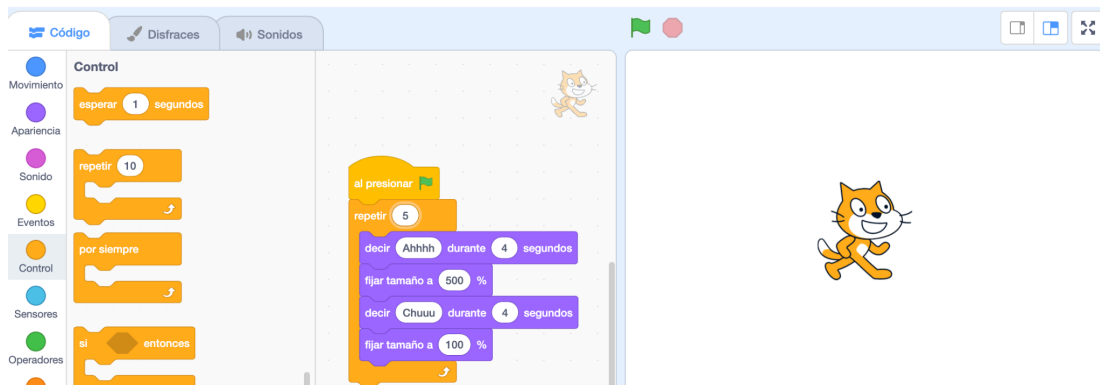 Código
Disfraces
Sonidos
Movimiento
Apariencia
Sonido
Eventos
Control
Sensores
Operadores
Control
esperar 1 segundos
repetir 10
por siempre
si entonces
al presionar
repetir 5
decir Ahhhh durante 4 segundos
fijar tamaño a 500 %
decir Chuuu durante 4 segundos
fijar tamaño a 100 %